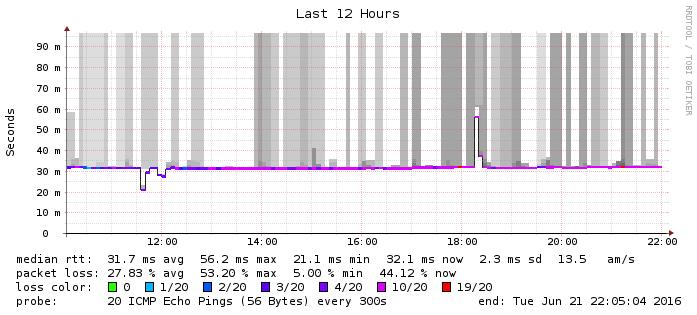 Last 12 Hours
RRDTOOL / TOBI OETIKER
Seconds
90 m
80 m
70 m
60 m
50 m
40 m
30 m
20 m
10 m
0
12:00 14:00 16:00 18:00 20:00 22:00
median rtt: 31.7 ms avg 56.2 ms max 21.1 ms min 32.1 ms now 2.3 ms sd 13.5 am/s
packet loss: 27.83 % avg 53.20 % max 5.00 % min 44.12 % now
loss color: 0 1/20 2/20 3/20 4/20 10/20 19/20
probe: 20 ICMP Echo Pings (56 Bytes) every 300s end: Tue Jun 21 22:05:04 2016